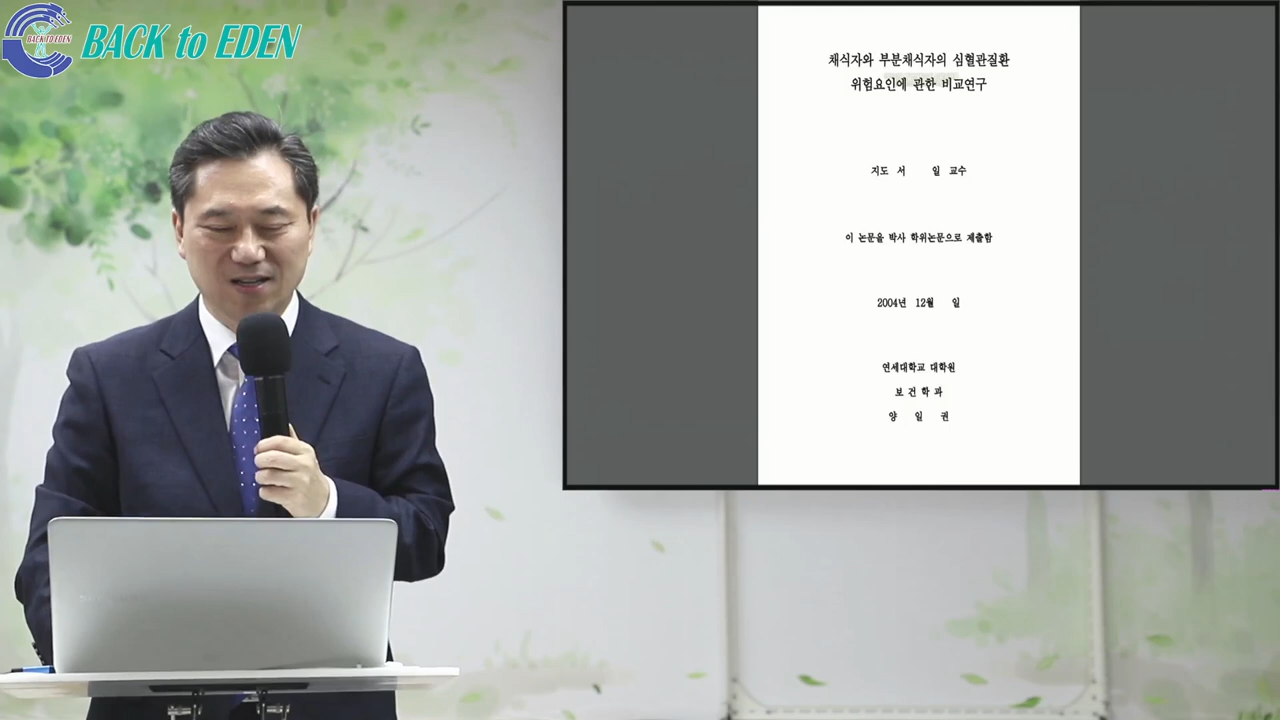 BACK TO EDEN
BACK to EDEN
채식자와 부분채식자의 심혈관질환
위험요인에 관한 비교연구
지도 서 일 교수
이 논문을 박사 학위논문으로 제출함
2004년 12월 일
연세대학교 대학원
보 건 학 과
양 일 권